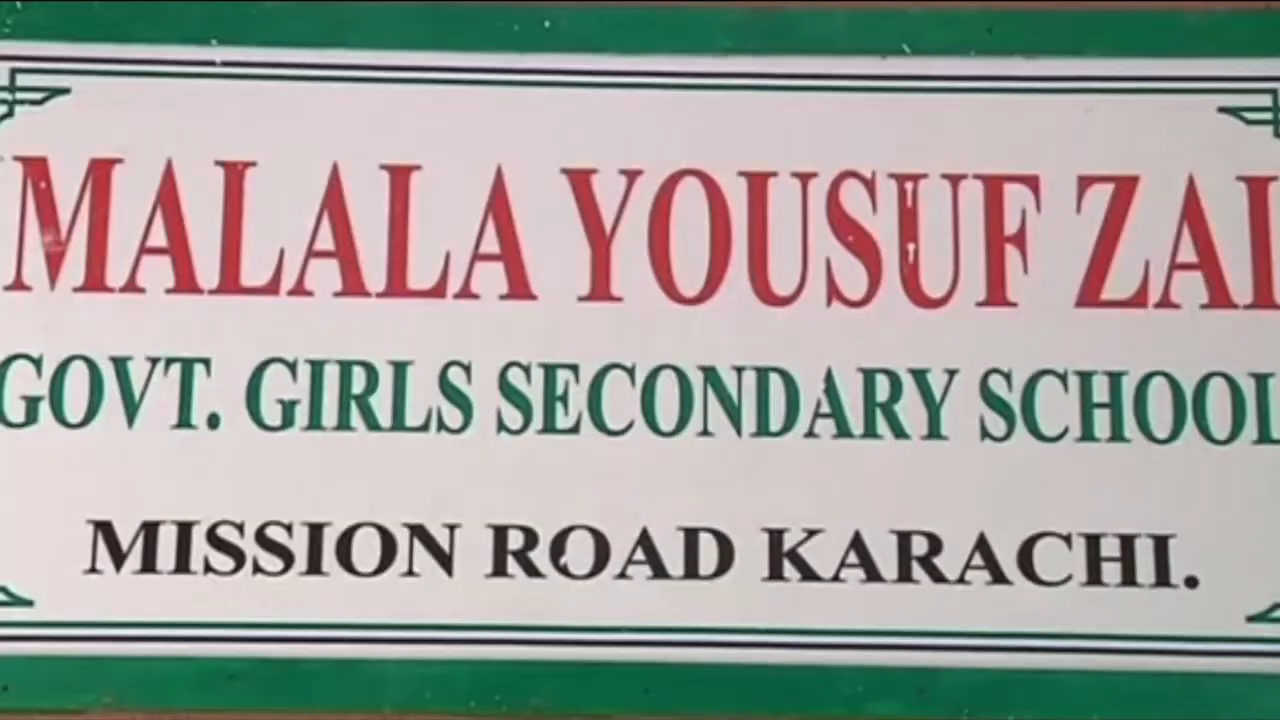 MALALA YOUSUF ZAI
GOVT. GIRLS SECONDARY SCHOOL
MISSION ROAD KARACHI.